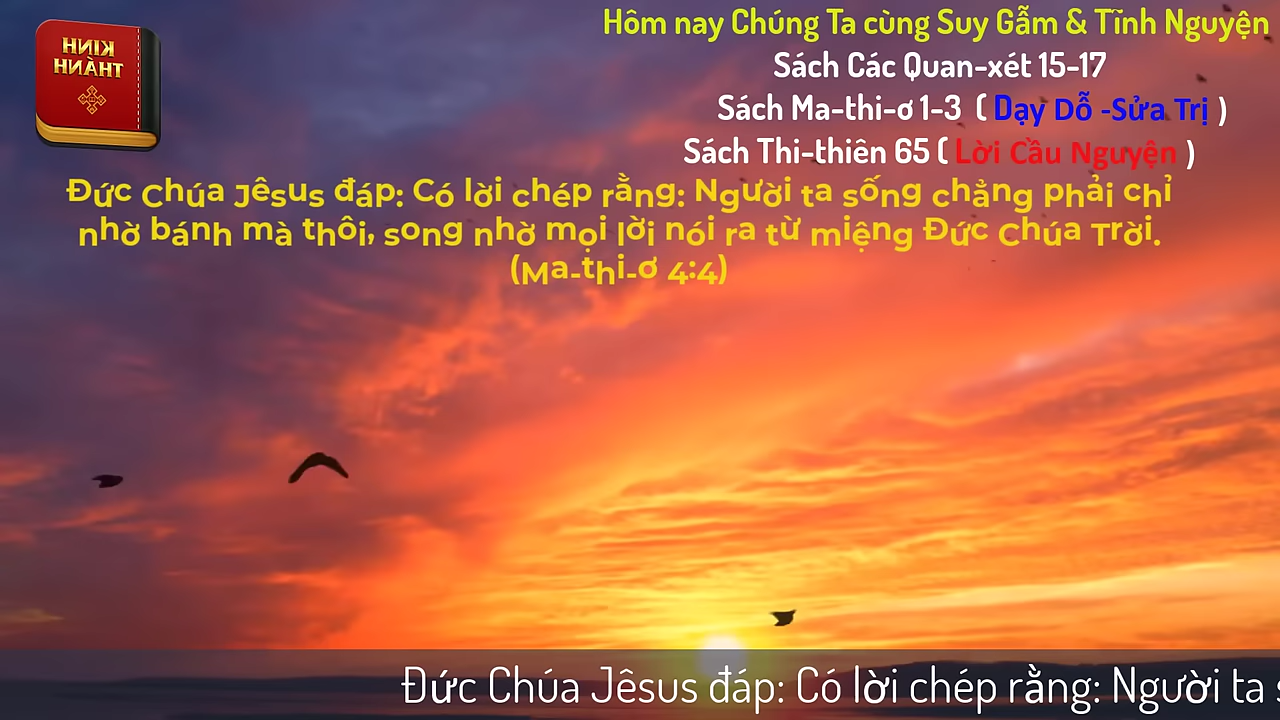 KINH
THÀNH
Hôm nay Chúng Ta cùng Suy Gẫm & Tĩnh Nguyện
Sách Các Quan-xét 15-17
Sách Ma-thi-ơ 1-3 ( Dạy Dỗ -Sửa Trị )
Sách Thi-thiên 65 ( Lời Cầu Nguyện )
Đức Chúa Jêsus đáp: Có lời chép rằng: Người ta sống chẳng phải chỉ
nhờ bánh mà thôi, song nhờ mọi lời nói ra từ miệng Đức Chúa Trời.
(Ma-thi-ơ 4:4)
Đức Chúa Jêsus đáp: Có lời chép rằng: Người ta